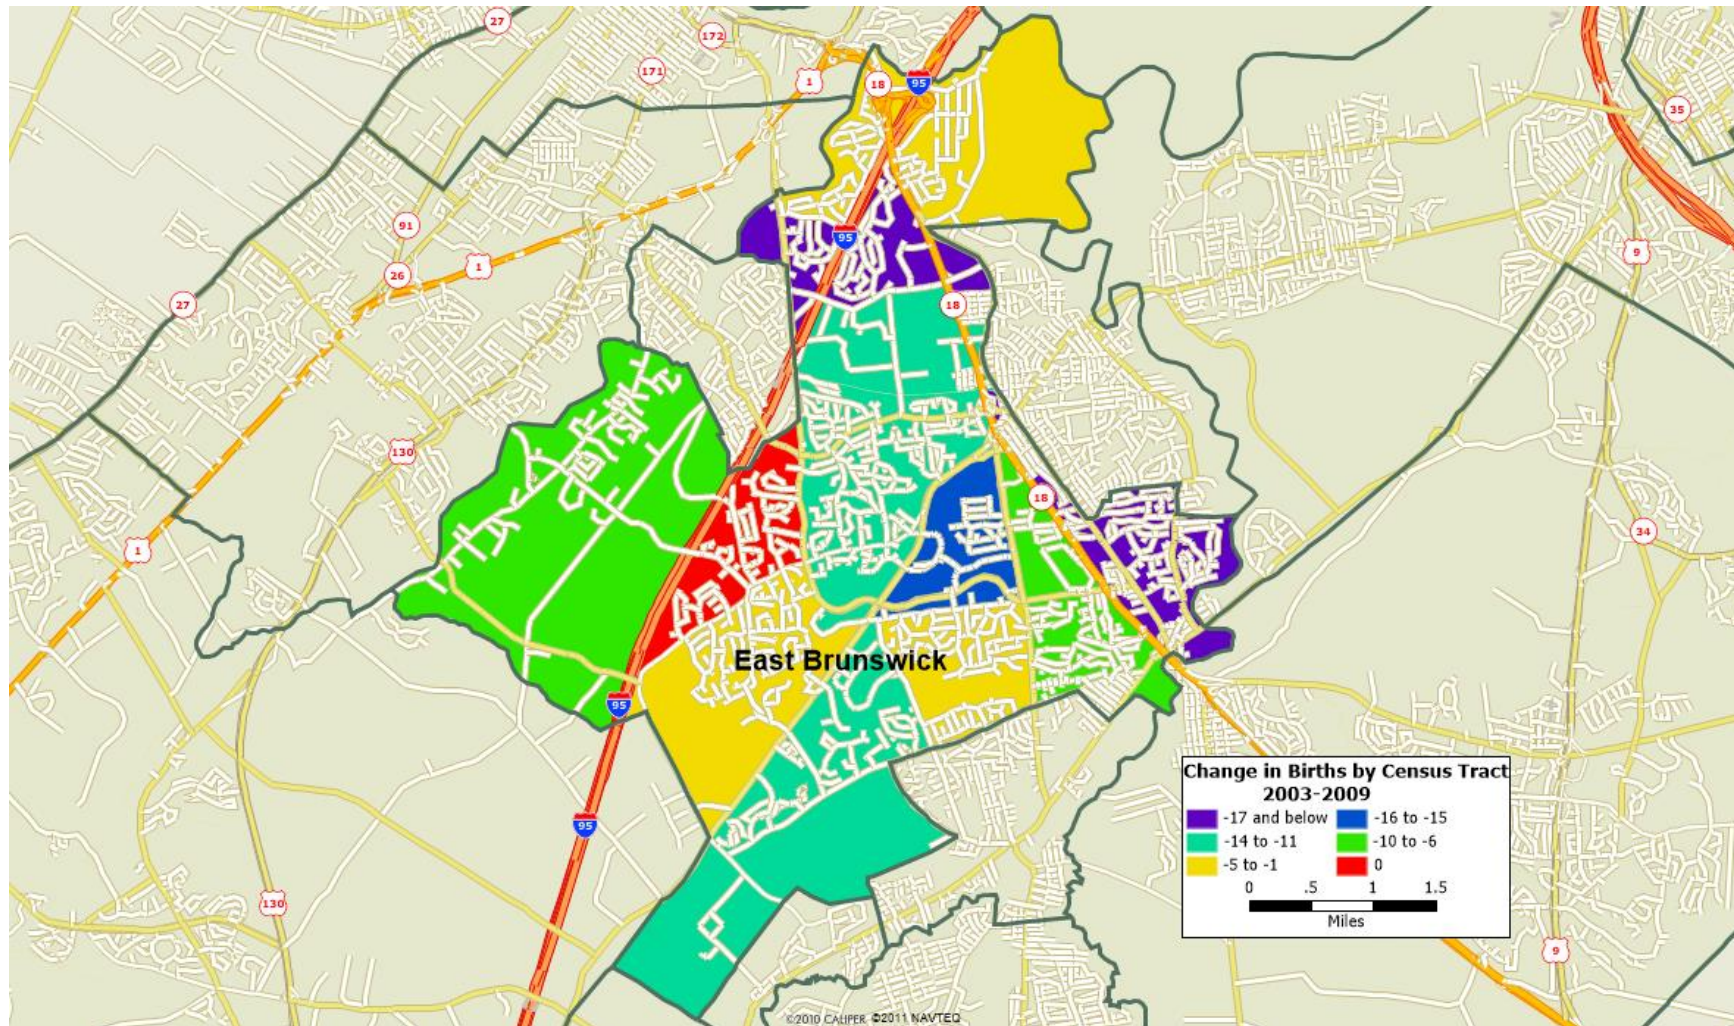 27
172
171
1
18
95
35
91
26
1
27
95
9
18
130
18
34
1
East Brunswick
95
Change in Births by Census Tract
2003-2009
-17 and below
-16 to -15
-14 to -11
-10 to -6
-5 to -1
0
0 .5 1 1.5
Miles
95
130
9
©2010 CALIPER ©2011 NAVTEQ